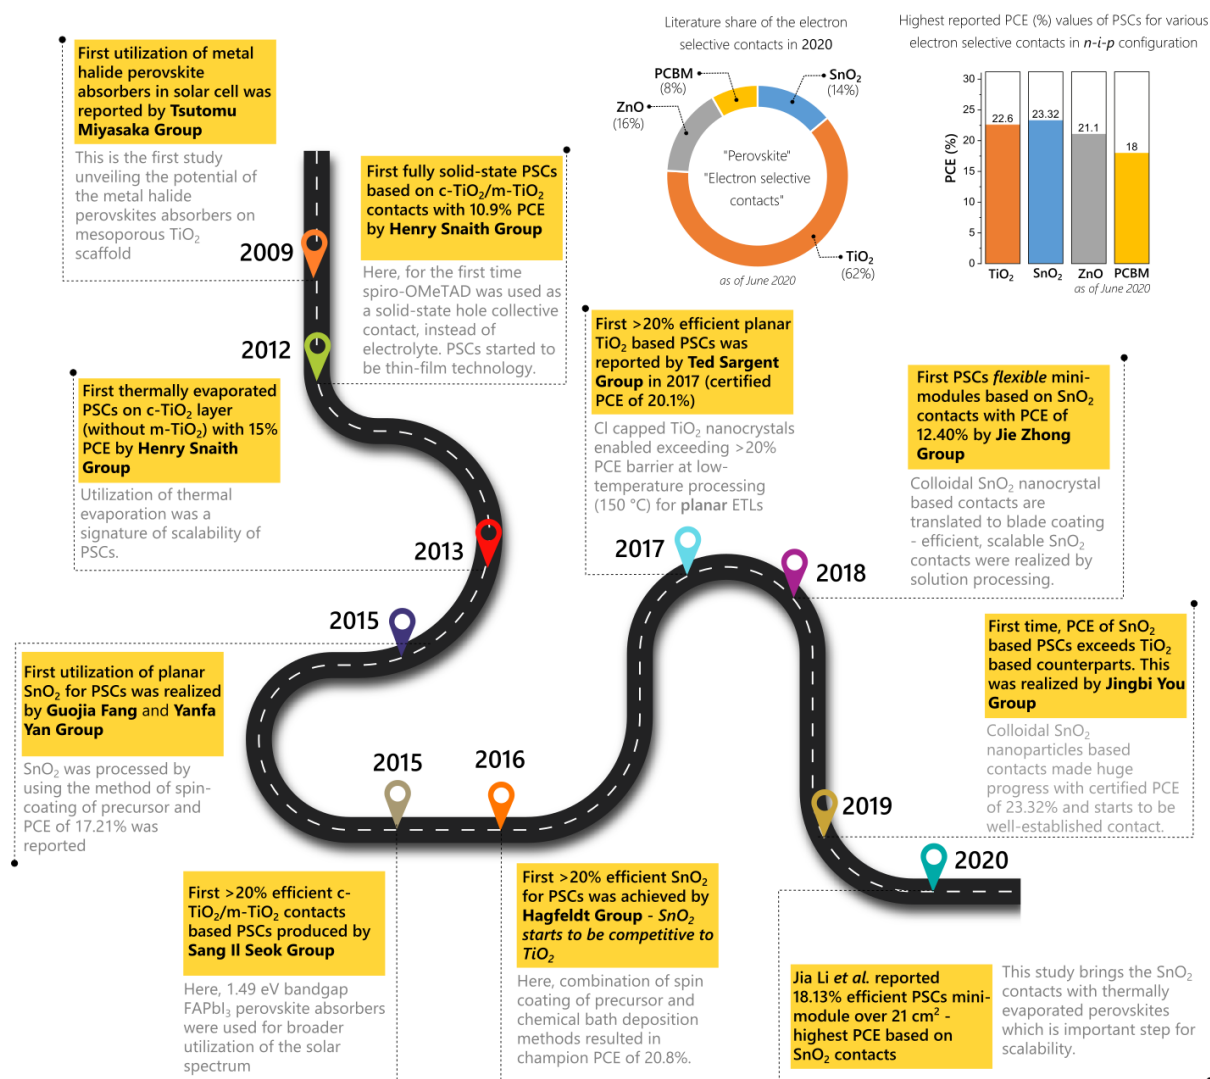 First utilization of metal
halide perovskite
absorbers in solar cell was
reported by Tsutomu
Miyasaka Group
This is the first study
unveiling the potential of
the metal halide
perovskites absorbers on
mesoporous TiO₂
scaffold
2009
First fully solid-state PSCs
based on c-TiO₂/m-TiO₂
contacts with 10.9% PCE
by Henry Snaith Group
Here, for the first time
spiro-OMeTAD was used as
a solid-state hole collective
contact, instead of
electrolyte. PSCs started to
be thin-film technology.
2012
Literature share of the electron
selective contacts in 2020
PCBM
(8%)
SnO₂
(14%)
ZnO
(16%)
"Perovskite"
"Electron selective
contacts"
TiO₂
(62%)
as of June 2020
Highest reported PCE (%) values of PSCs for various
electron selective contacts in n-i-p configuration
PCE (%)
30
25
20
15
10
5
0
22.6
23.32
21.1
18
TiO₂
SnO₂
ZnO
PCBM
as of June 2020
First thermally evaporated
PSCs on c-TiO₂ layer
(without m-TiO₂) with 15%
PCE by Henry Snaith
Group
Utilization of thermal
evaporation was a
signature of scalability of
PSCs.
2013
First >20% efficient planar
TiO₂ based PSCs was
reported by Ted Sargent
Group in 2017 (certified
PCE of 20.1%)
Cl capped TiO₂ nanocrystals
enabled exceeding >20%
PCE barrier at low-
temperature processing
(150 °C) for planar ETLs
2017
First PSCs flexible mini-
modules based on SnO₂
contacts with PCE of
12.40% by Jie Zhong
Group
Colloidal SnO₂ nanocrystal
based contacts are
translated to blade coating
- efficient, scalable SnO₂
contacts were realized by
solution processing.
2018
2015
First utilization of planar
SnO₂ for PSCs was realized
by Guojia Fang and Yanfa
Yan Group
SnO₂ was processed by
using the method of spin-
coating of precursor and
PCE of 17.21% was
reported
First time, PCE of SnO₂
based PSCs exceeds TiO₂
based counterparts. This
was realized by Jingbi You
Group
Colloidal SnO₂
nanoparticles based
contacts made huge
progress with certified PCE
of 23.32% and starts to be
well-established contact.
2019
2015
First >20% efficient c-
TiO₂/m-TiO₂ contacts
based PSCs produced by
Sang Il Seok Group
Here, 1.49 eV bandgap
FAPbI₃ perovskite absorbers
were used for broader
utilization of the solar
spectrum
2016
First >20% efficient SnO₂
for PSCs was achieved by
Hagfeldt Group - SnO₂
starts to be competitive to
TiO₂
Here, combination of spin
coating of precursor and
chemical bath deposition
methods resulted in
champion PCE of 20.8%.
2020
Jia Li et al. reported
18.13% efficient PSCs mini-
module over 21 cm² -
highest PCE based on
SnO₂ contacts
This study brings the SnO₂
contacts with thermally
evaporated perovskites
which is important step for
scalability.